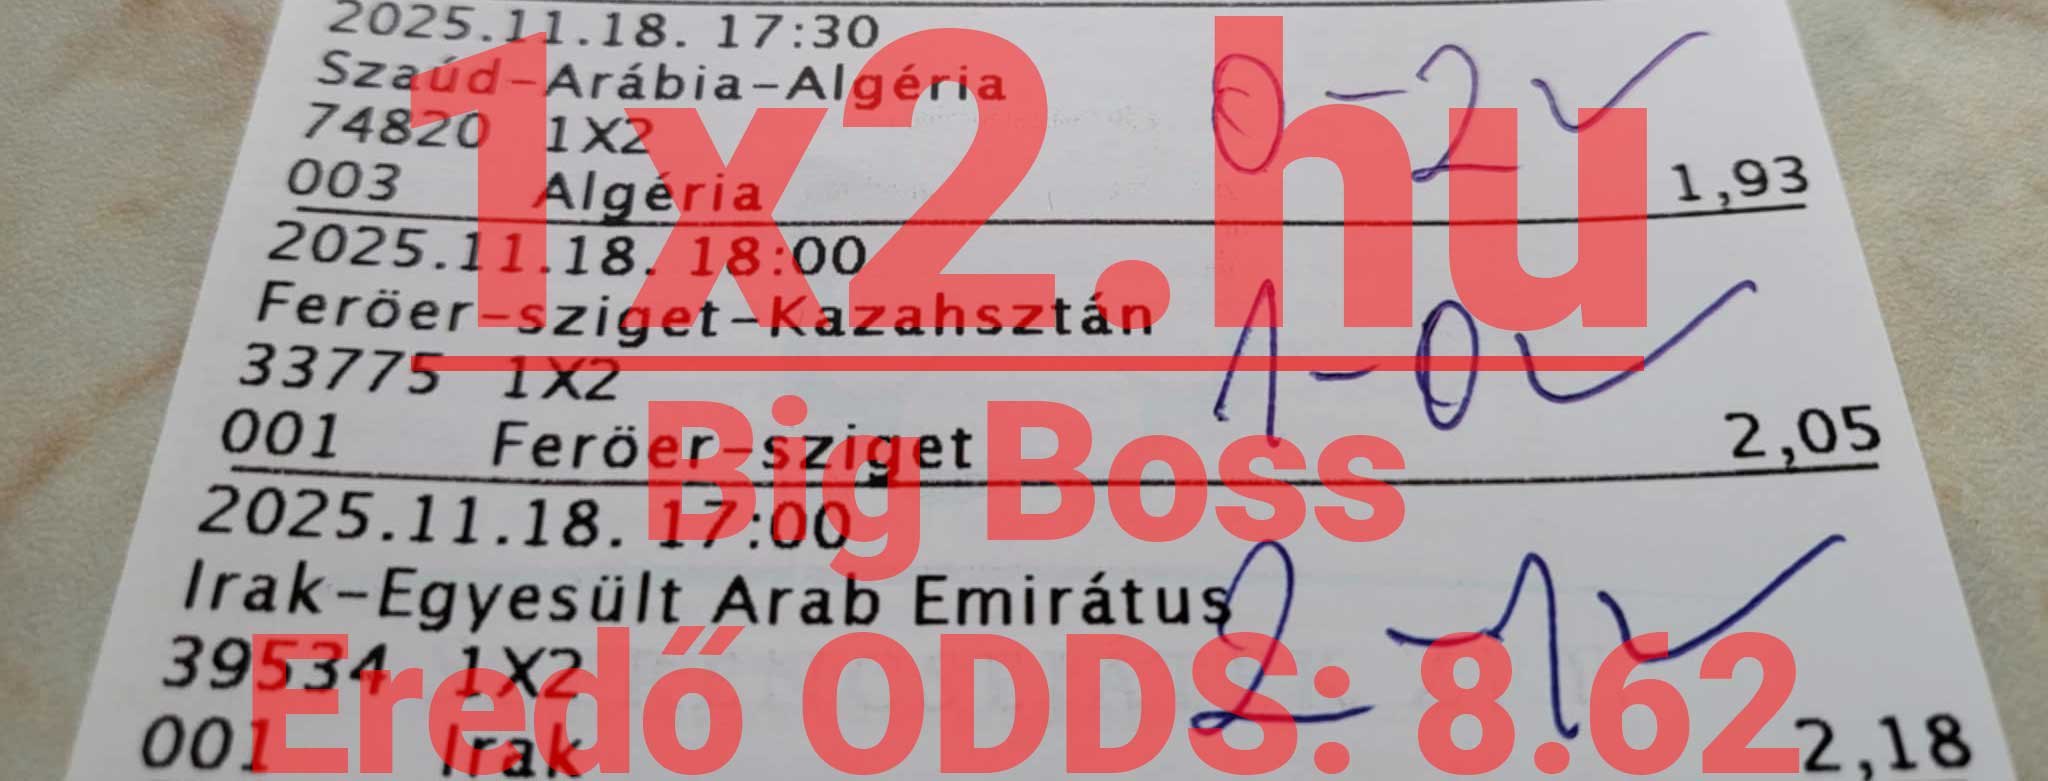 2025.11.18. 17:30
Szaúd-Arábia-Algéria
74820 1X2
003 Algéria 1,93
0-2✓
2025.11.18. 18:00
Feröer-sziget-Kazahsztán
33775 1X2
001 Feröer-sziget 2,05
1-0✓
2025.11.18. 17:00
Irak-Egyesült Arab Emirátus
39534 1X2
001 Irak 2,18
2-1✓
1x2.hu
Big Boss
Eredő ODDS: 8.62